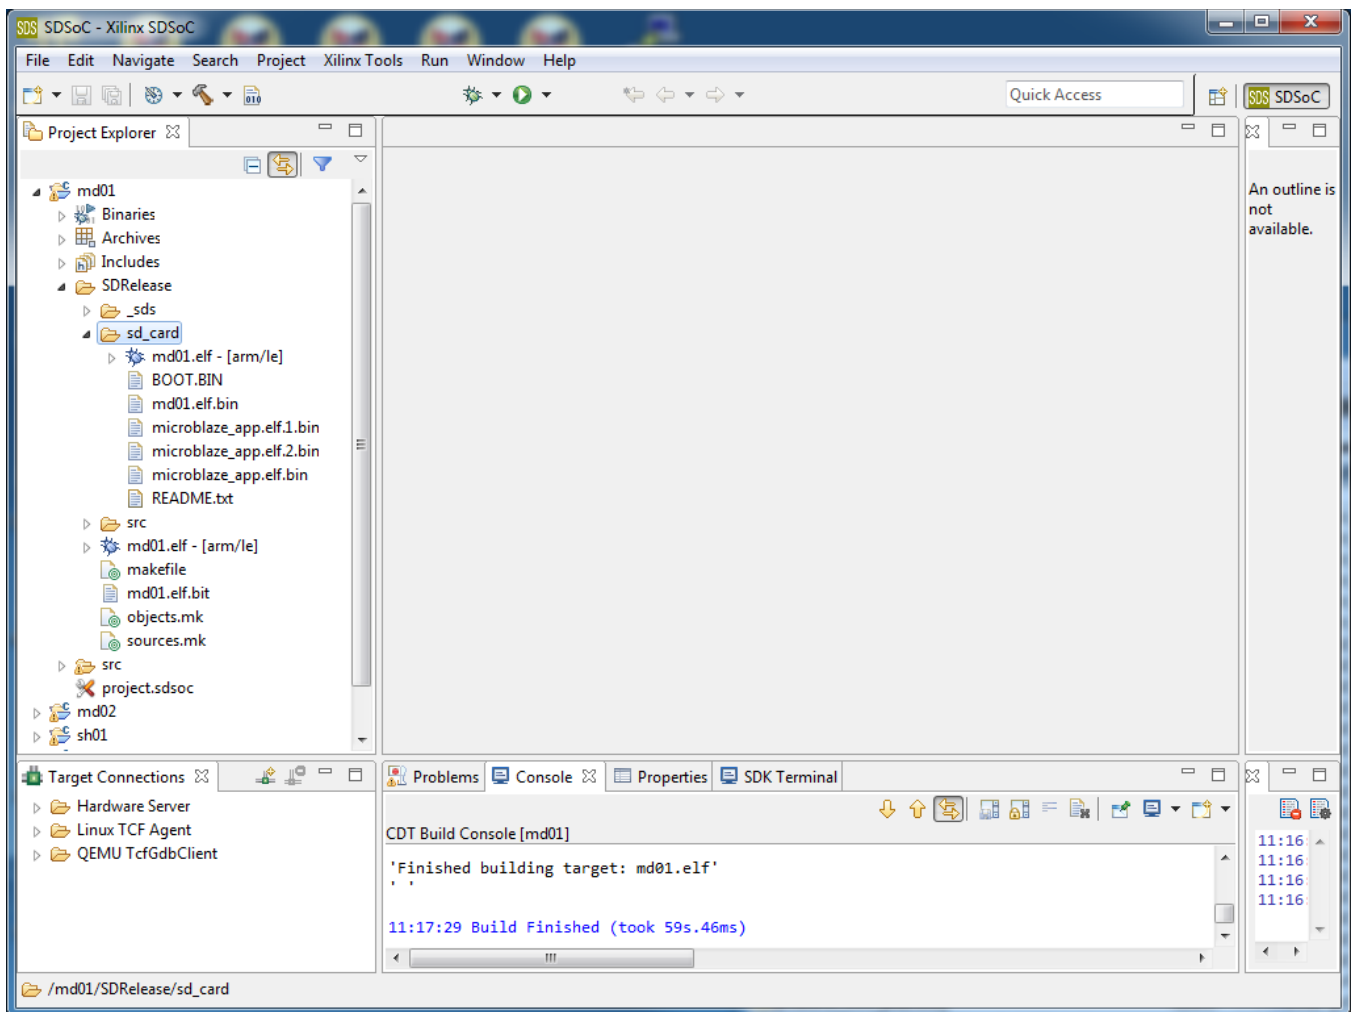 SDS SDSoC - Xilinx SDSoC
File Edit Navigate Search Project Xilinx Tools Run Window Help
010 Quick Access SDS SDSoC
Project Explorer
md01
Binaries
Archives
Includes
SDRelease
_sds
sd_card
md01.elf - [arm/le]
BOOT.BIN
md01.elf.bin
microblaze_app.elf.1.bin
microblaze_app.elf.2.bin
microblaze_app.elf.bin
README.txt
src
md01.elf - [arm/le]
makefile
md01.elf.bit
objects.mk
sources.mk
src
project.sdsoc
md02
sh01
An outline is
not
available.
Target Connections
Hardware Server
Linux TCF Agent
QEMU TcfGdbClient
Problems Console Properties SDK Terminal
CDT Build Console [md01]
'Finished building target: md01.elf'
' '
11:17:29 Build Finished (took 59s.46ms)
11:16:
11:16:
11:16:
11:16:
/md01/SDRelease/sd_card